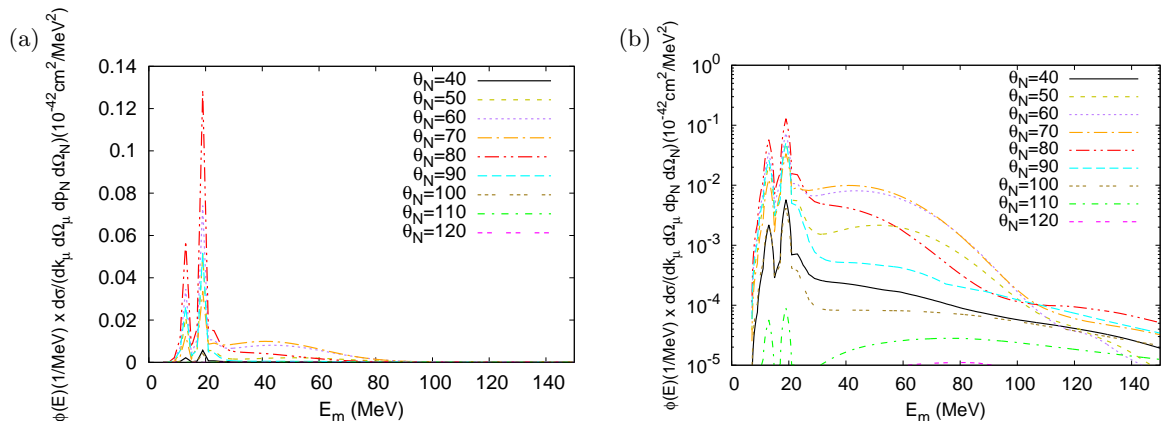 (a)
ϕ(E)(1/MeV) x dσ/(dk_μ dΩ_μ dp_N dΩ_N)(10^-42 cm^2/MeV^2)
0.14
0.12
0.1
0.08
0.06
0.04
0.02
0
0 20 40 60 80 100 120 140
E_m (MeV)
θ_N=40
θ_N=50
θ_N=60
θ_N=70
θ_N=80
θ_N=90
θ_N=100
θ_N=110
θ_N=120
(b)
ϕ(E)(1/MeV) x dσ/(dk_μ dΩ_μ dp_N dΩ_N)(10^-42 cm^2/MeV^2)
10^0
10^-1
10^-2
10^-3
10^-4
10^-5
0 20 40 60 80 100 120 140
E_m (MeV)
θ_N=40
θ_N=50
θ_N=60
θ_N=70
θ_N=80
θ_N=90
θ_N=100
θ_N=110
θ_N=120